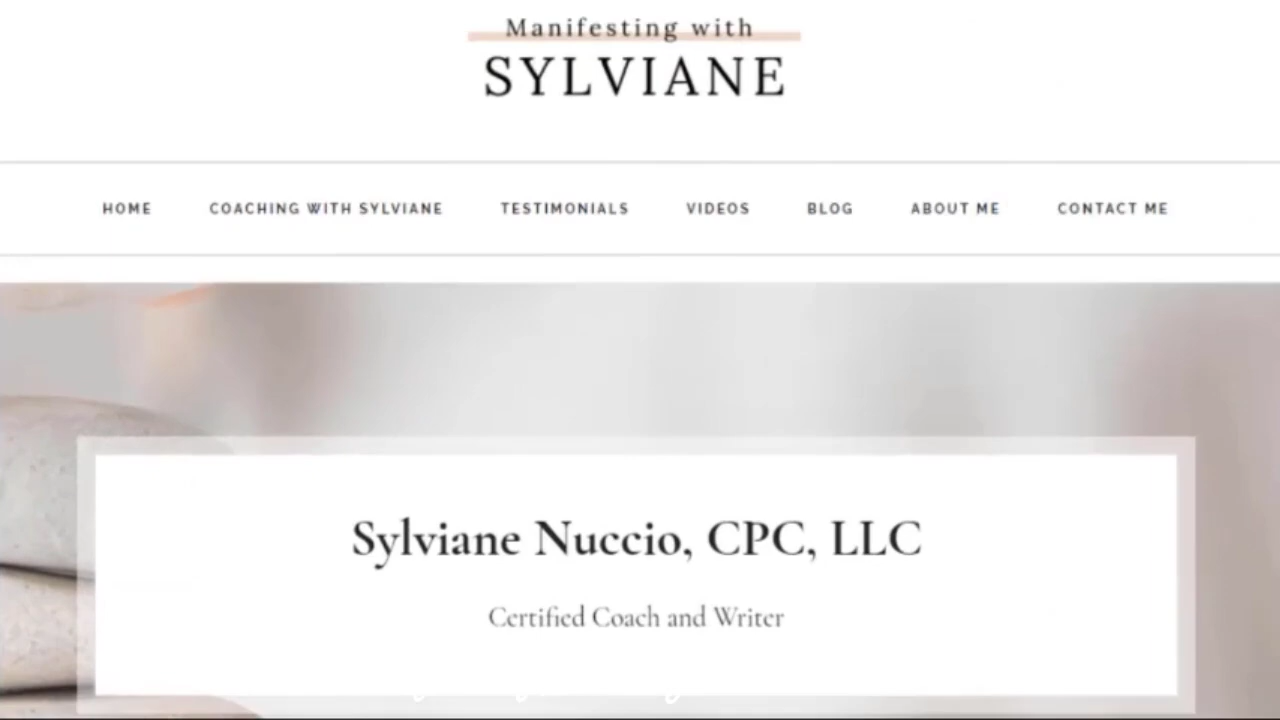 Manifesting with
SYLVIANE
HOME COACHING WITH SYLVIANE TESTIMONIALS VIDEOS BLOG ABOUT ME CONTACT ME
Sylviane Nuccio, CPC, LLC
Certified Coach and Writer